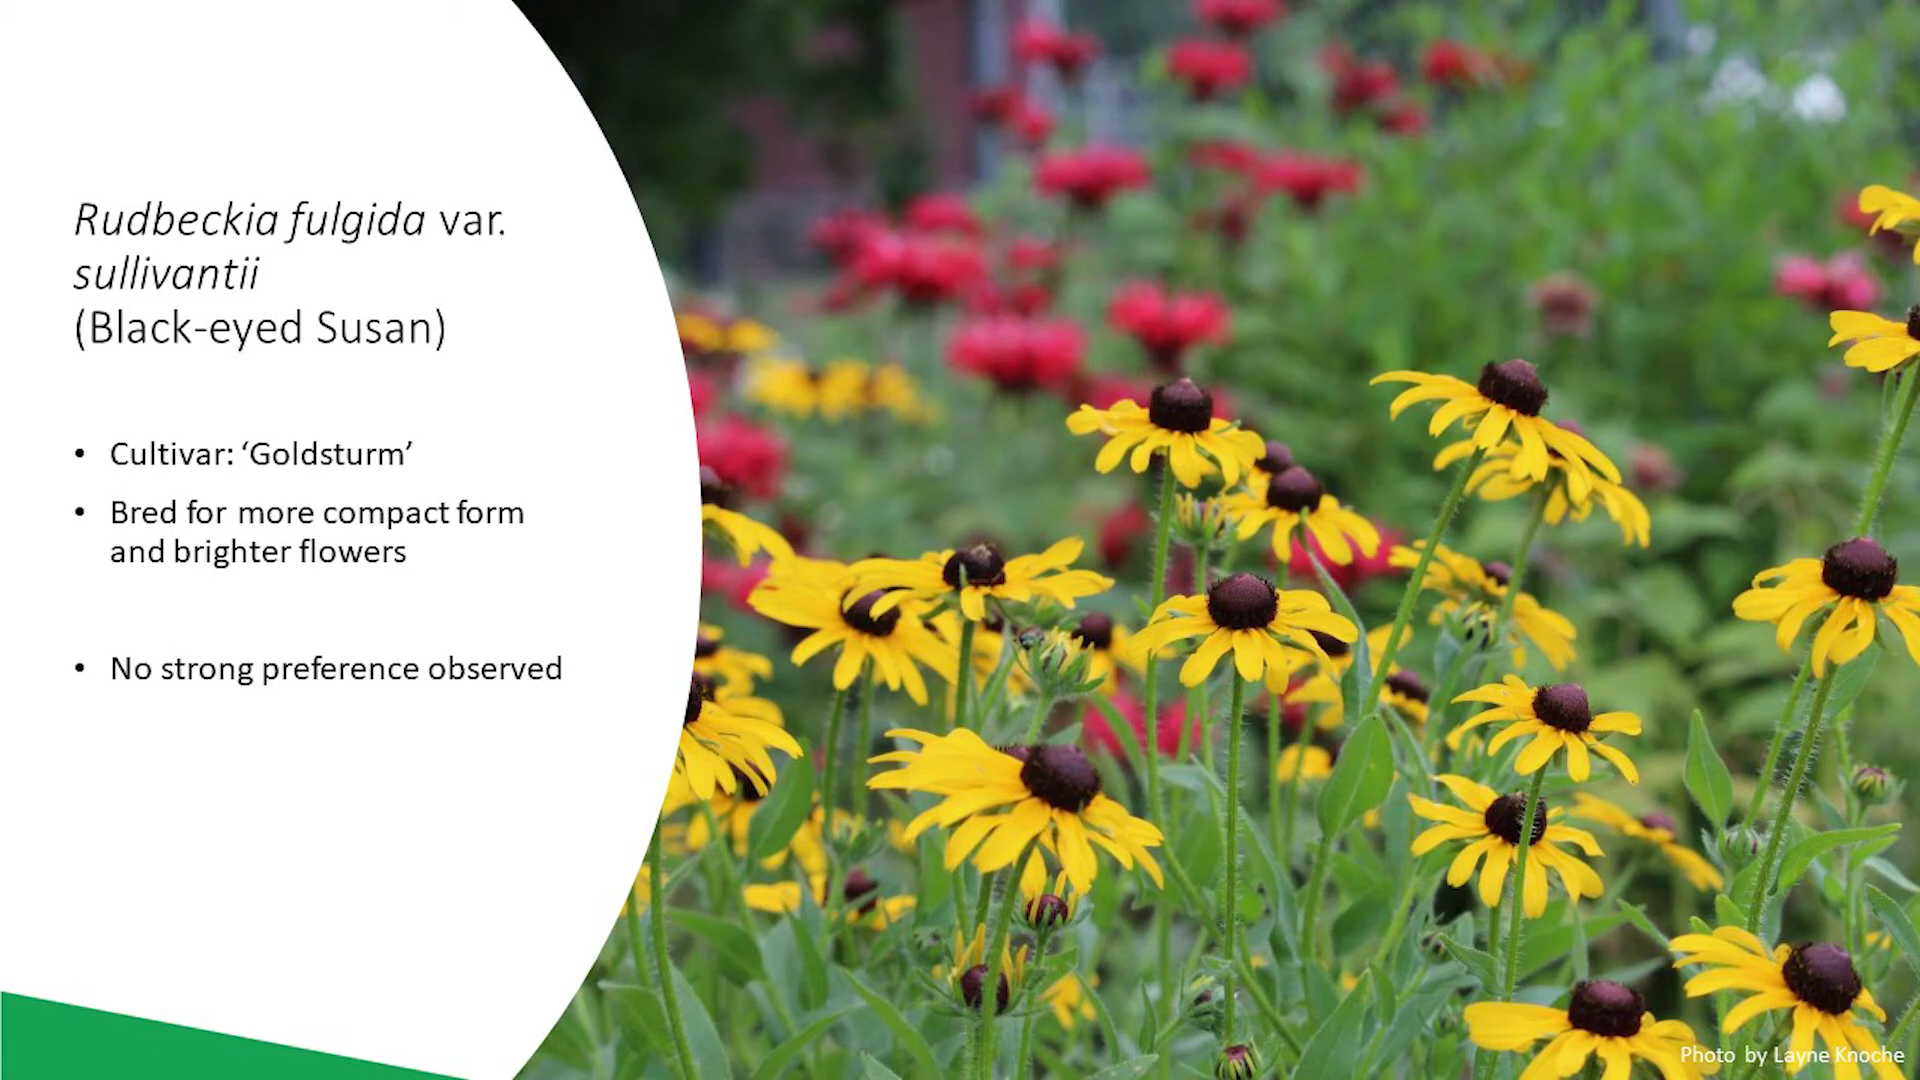 Rudbeckia fulgida var.
sullivantii
(Black-eyed Susan)
• Cultivar: ‘Goldsturm’
• Bred for more compact form
and brighter flowers
• No strong preference observed
Photo by Layne Knoche